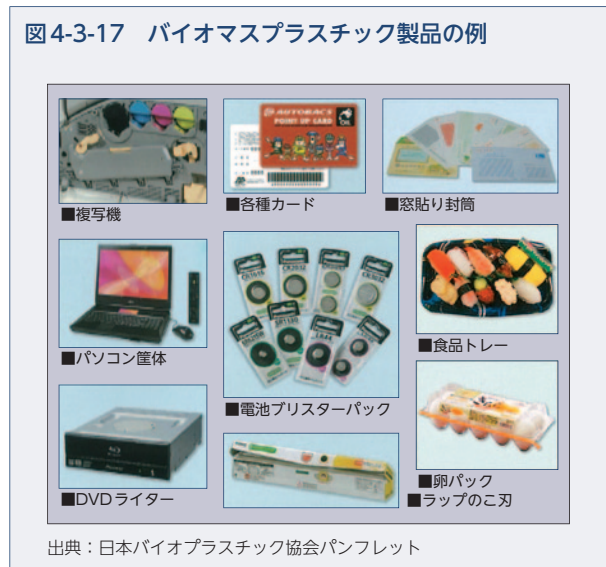 図4-3-17 バイオマスプラスチック製品の例
AUTOBACS
POINT UP CARD
■複写機
■各種カード
■窓貼り封筒
■パソコン筐体
■電池ブリスターパック
■食品トレー
■DVDライター
■卵パック
■ラップのこ刃
出典：日本バイオプラスチック協会パンフレット